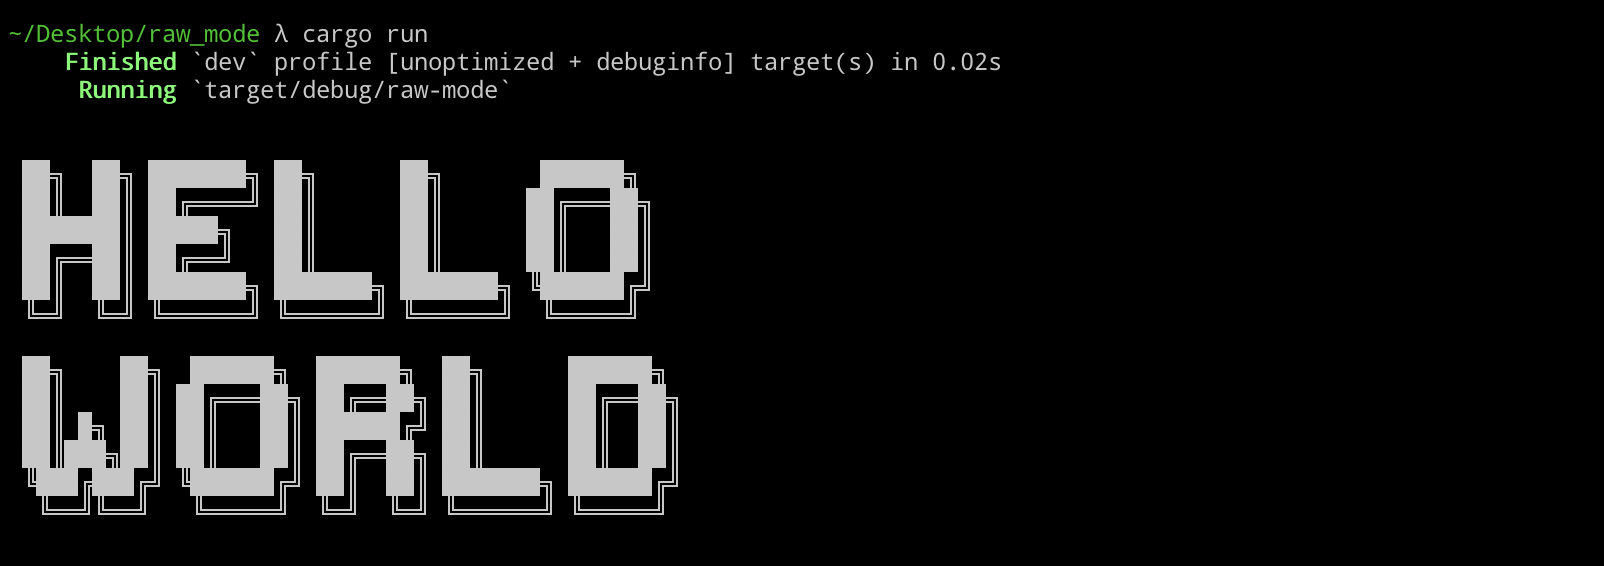 ~/Desktop/raw_mode λ cargo run
Finished `dev` profile [unoptimized + debuginfo] target(s) in 0.02s
Running `target/debug/raw-mode`
HELLO
WORLD